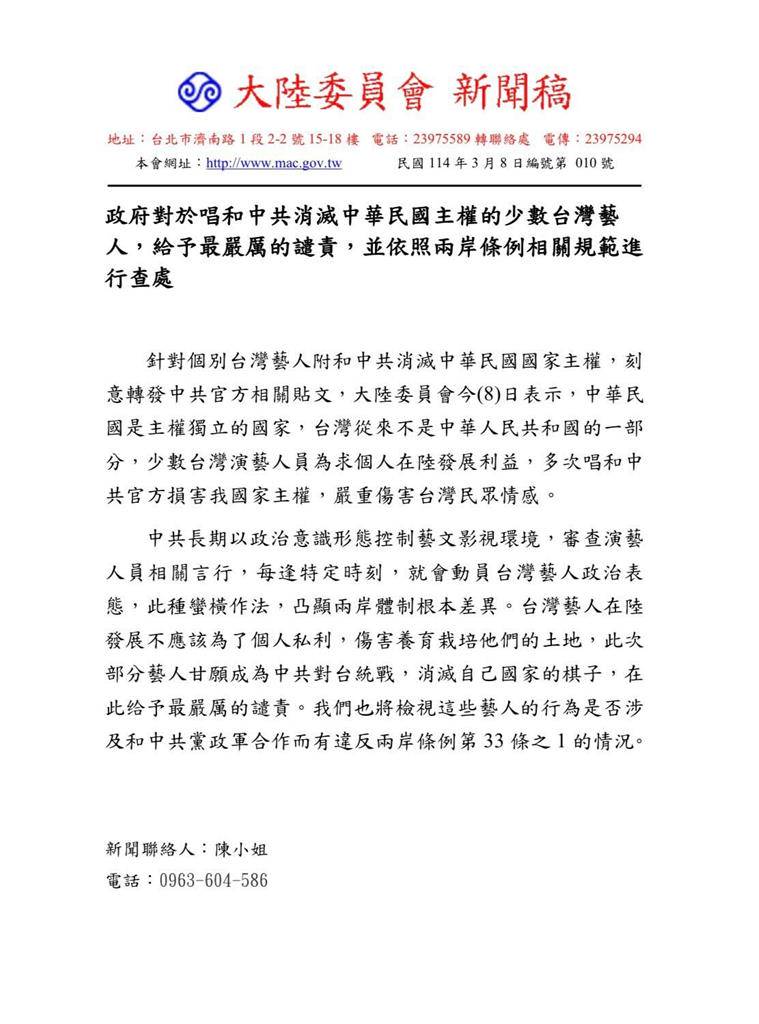 大陸委員會 新聞稿
地址：台北市濟南路 1 段 2-2 號 15-18 樓 電話：23975589 轉聯絡處 電傳：23975294
本會網址：http://www.mac.gov.tw 民國 114 年 3 月 8 日編號第 010 號
政府對於唱和中共消滅中華民國主權的少數台灣藝
人，給予最嚴厲的譴責，並依照兩岸條例相關規範進
行查處
針對個別台灣藝人附和中共消滅中華民國國家主權，刻
意轉發中共官方相關貼文，大陸委員會今(8)日表示，中華民
國是主權獨立的國家，台灣從來不是中華人民共和國的一部
分，少數台灣演藝人員為求個人在陸發展利益，多次唱和中
共官方損害我國家主權，嚴重傷害台灣民眾情感。
中共長期以政治意識形態控制藝文影視環境，審查演藝
人員相關言行，每逢特定時刻，就會動員台灣藝人政治表
態，此種蠻橫作法，凸顯兩岸體制根本差異。台灣藝人在陸
發展不應該為了個人私利，傷害養育栽培他們的土地，此次
部分藝人甘願成為中共對台統戰，消滅自己國家的棋子，在
此給予最嚴厲的譴責。我們也將檢視這些藝人的行為是否涉
及和中共黨政軍合作而有違反兩岸條例第 33 條之 1 的情況。
新聞聯絡人：陳小姐
電話：0963-604-586